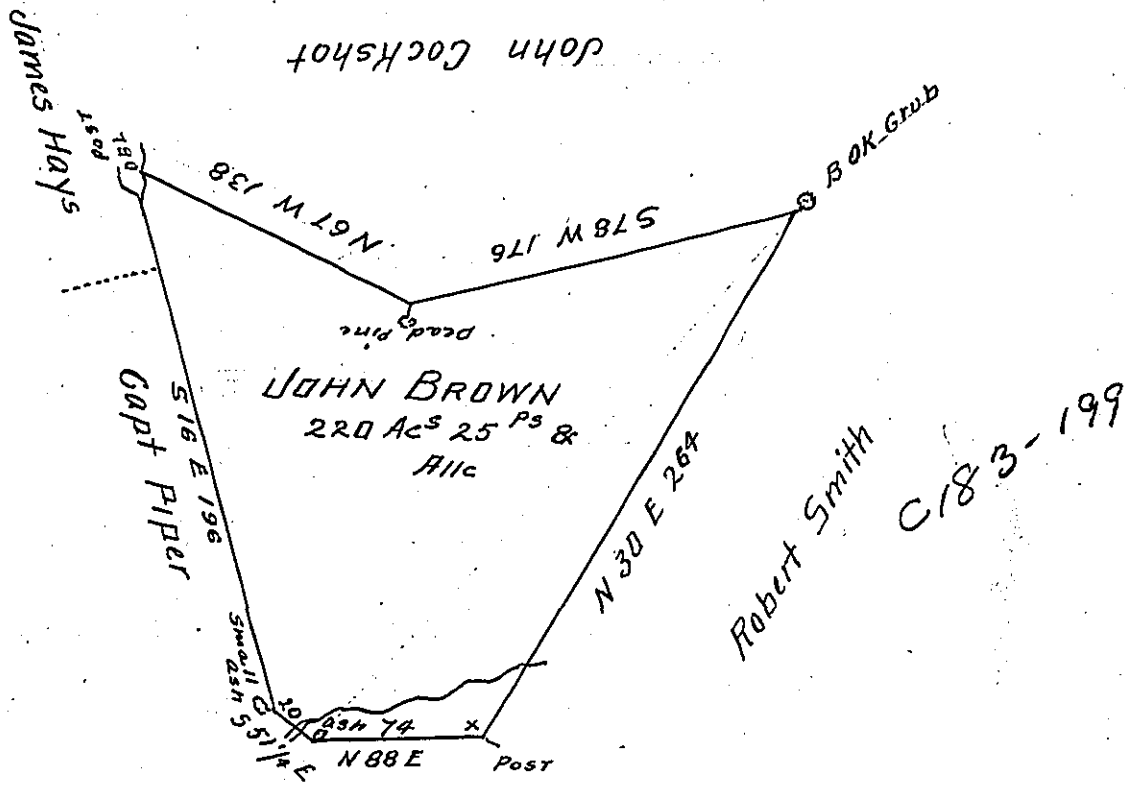 John Cockshot
James Hays
post
N 67 W 138
S 78 W 176
B OK Grub
Dead Pine
JOHN BROWN
220 Acs 25 Ps &
Allc
Capt Piper
S 16 E 196
N 30 E 264
Robert Smith
C183-199
Small
ash S 51 1/4 E
20
ash 74
x
N 88 E
Post